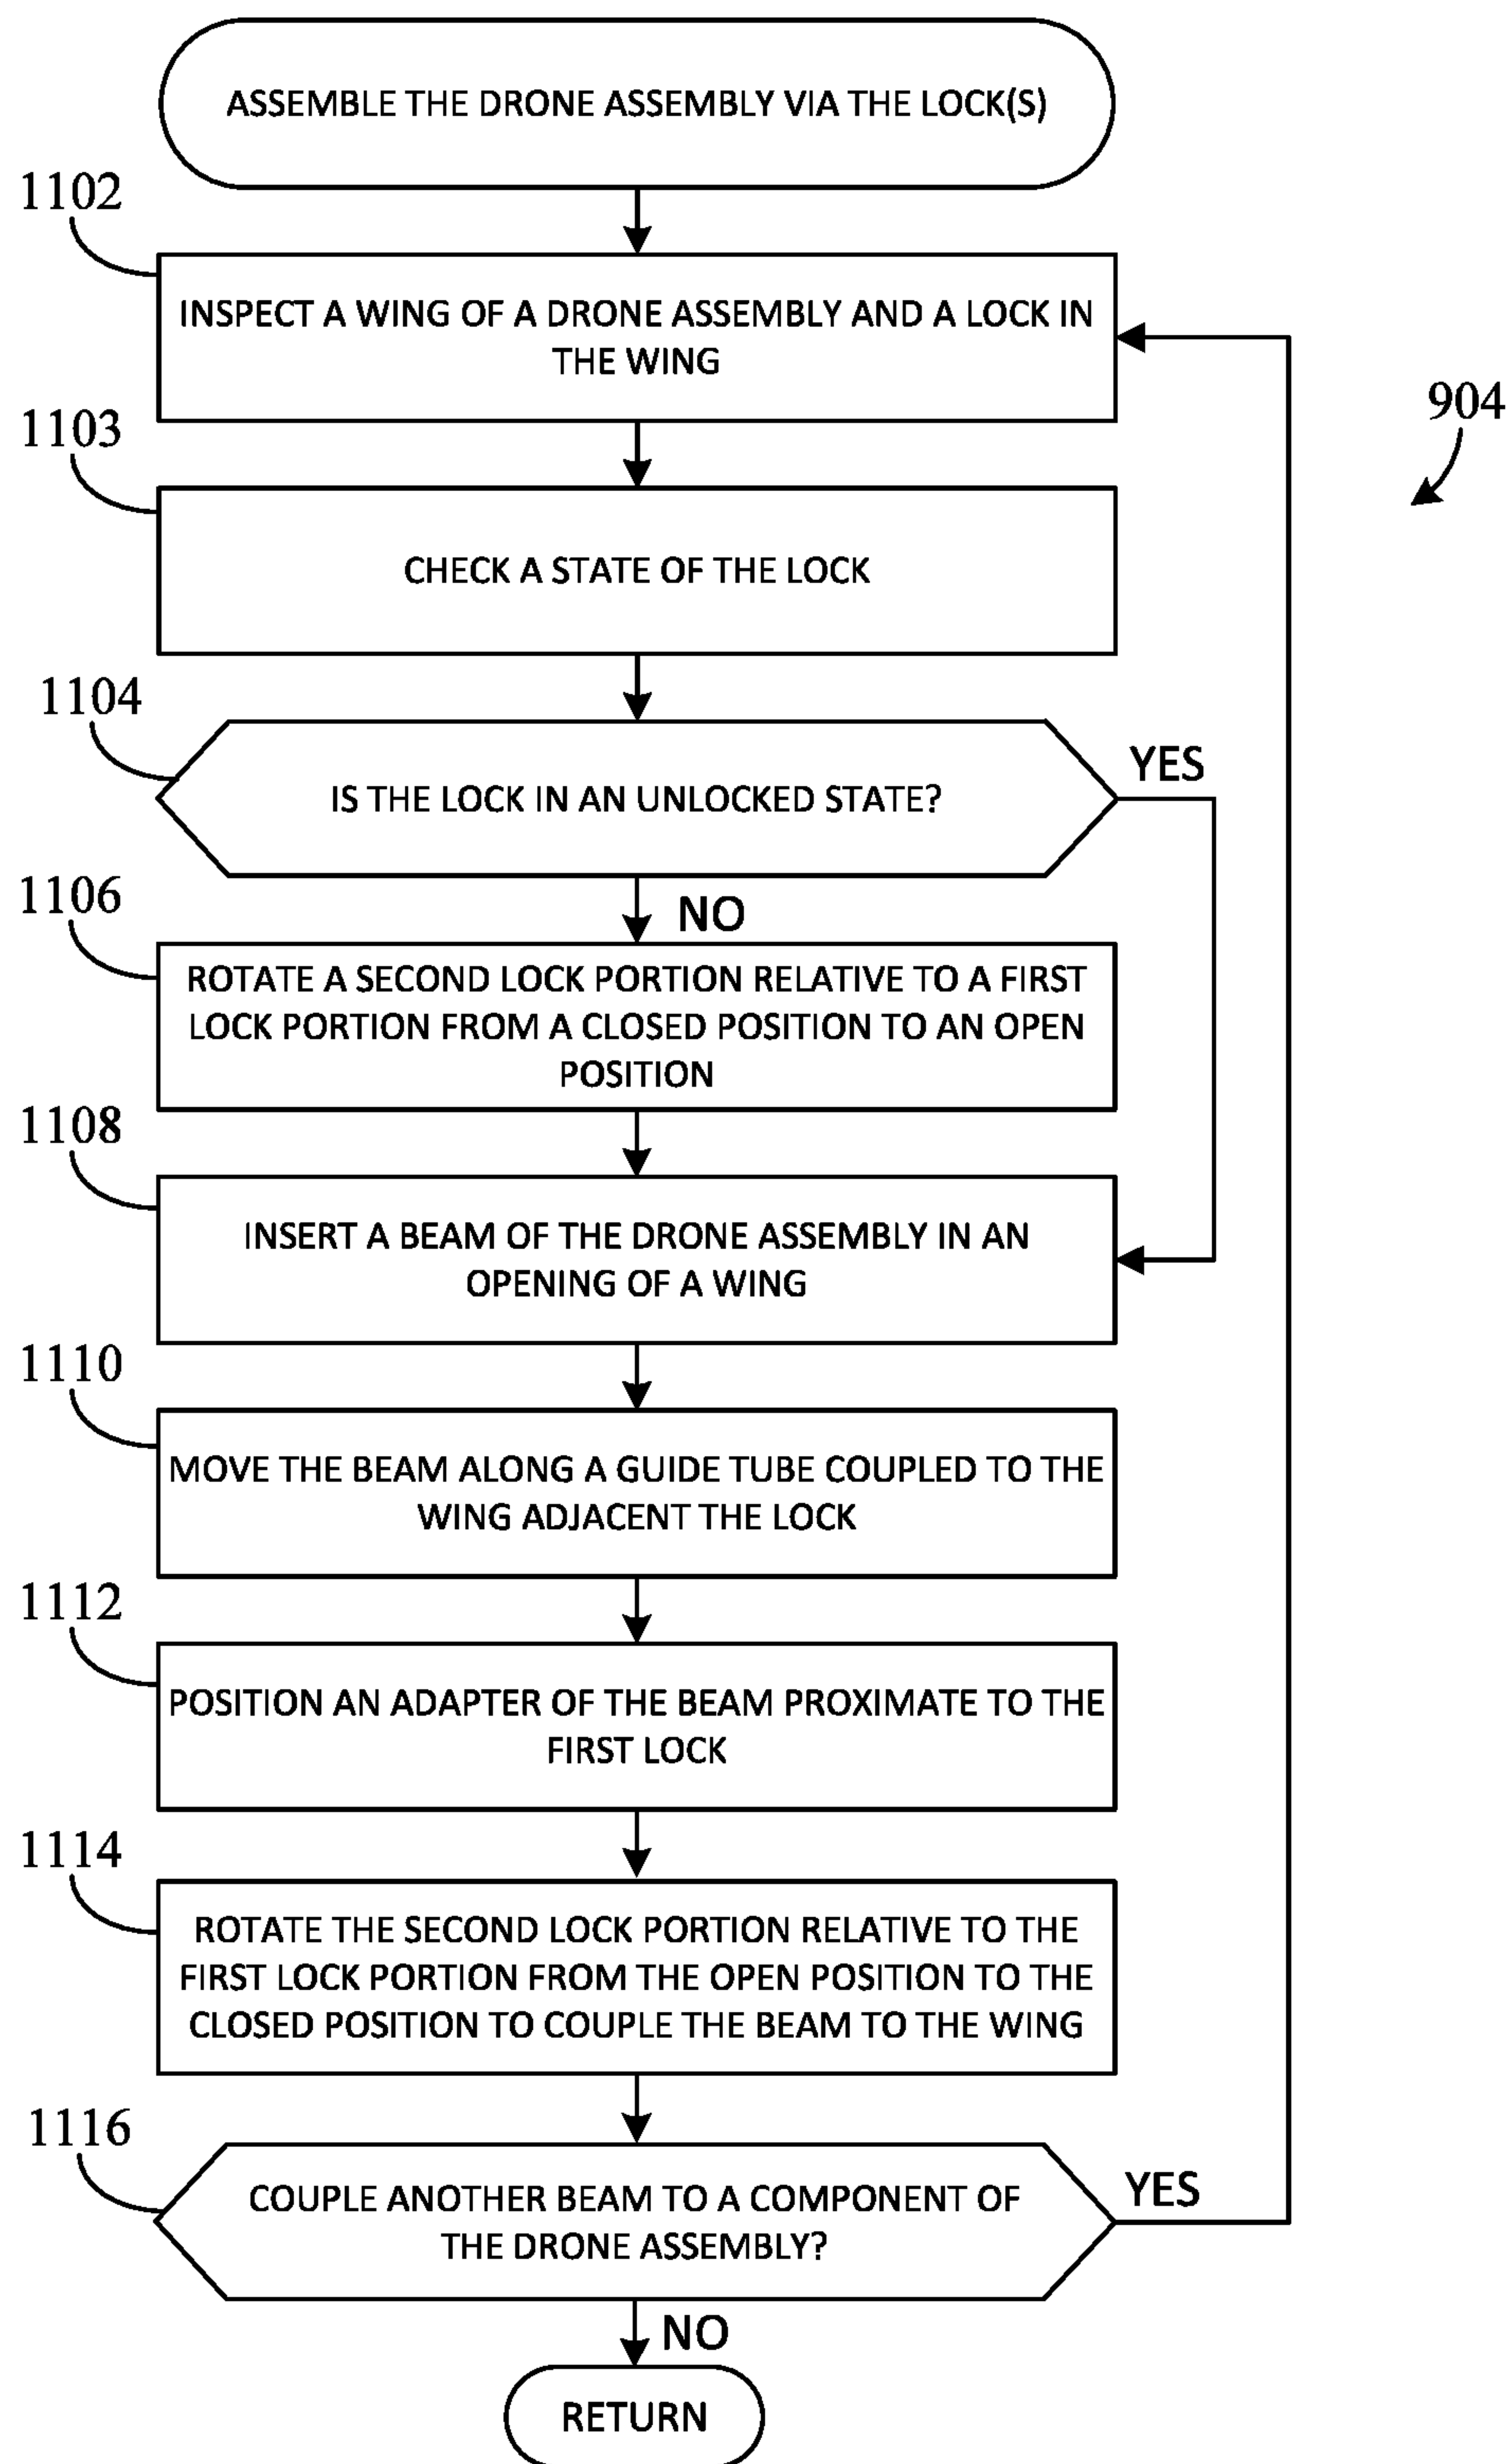 ASSEMBLE THE DRONE ASSEMBLY VIA THE LOCK(S)
1102
INSPECT A WING OF A DRONE ASSEMBLY AND A LOCK IN
THE WING
904
1103
CHECK A STATE OF THE LOCK
1104
IS THE LOCK IN AN UNLOCKED STATE?
YES
NO
1106
ROTATE A SECOND LOCK PORTION RELATIVE TO A FIRST
LOCK PORTION FROM A CLOSED POSITION TO AN OPEN
POSITION
1108
INSERT A BEAM OF THE DRONE ASSEMBLY IN AN
OPENING OF A WING
1110
MOVE THE BEAM ALONG A GUIDE TUBE COUPLED TO THE
WING ADJACENT THE LOCK
1112
POSITION AN ADAPTER OF THE BEAM PROXIMATE TO THE
FIRST LOCK
1114
ROTATE THE SECOND LOCK PORTION RELATIVE TO THE
FIRST LOCK PORTION FROM THE OPEN POSITION TO THE
CLOSED POSITION TO COUPLE THE BEAM TO THE WING
1116
COUPLE ANOTHER BEAM TO A COMPONENT OF
THE DRONE ASSEMBLY?
YES
NO
RETURN